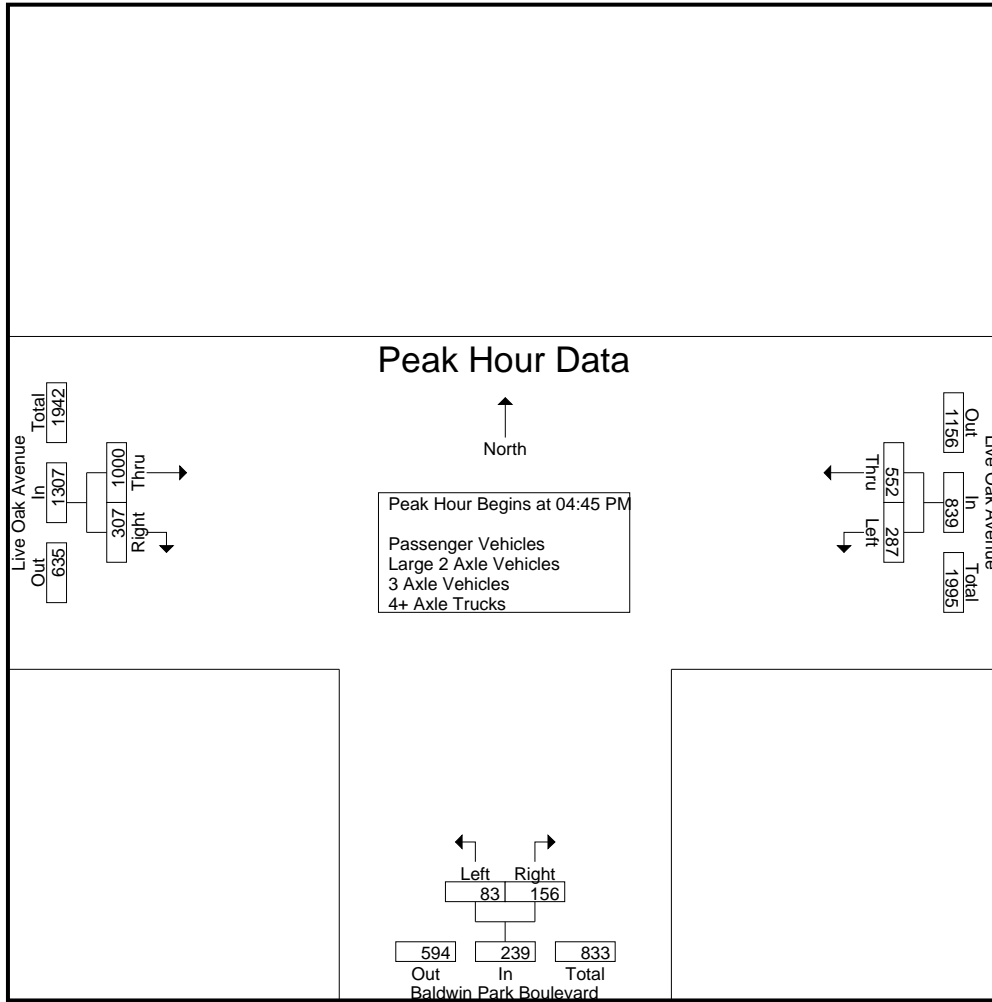 Peak Hour Data
North
Peak Hour Begins at 04:45 PM
Passenger Vehicles
Large 2 Axle Vehicles
3 Axle Vehicles
4+ Axle Trucks
Live Oak Avenue
Total
1942
In
1307
Out
635
1000
Thru
307
Right
Live Oak Avenue
Out
1156
In
839
Total
1995
552
Thru
287
Left
Left Right
83 156
594 239 833
Out In Total
Baldwin Park Boulevard